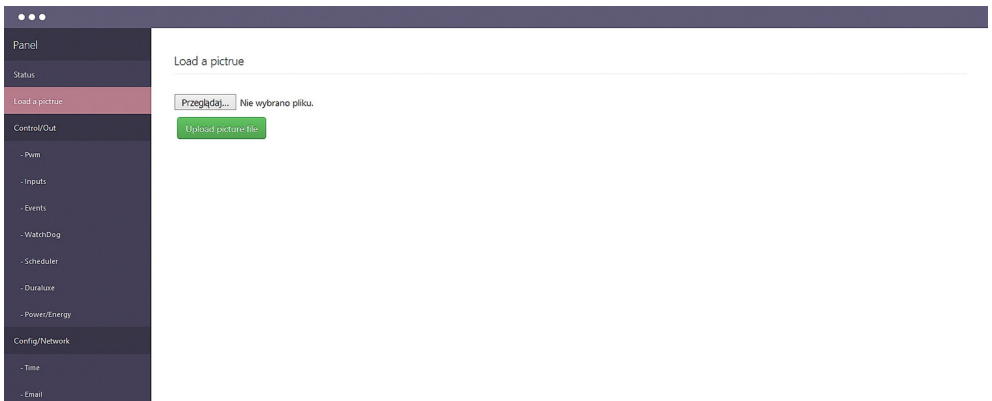 Panel
Status
Load a pictrue
Control/Out
- Pwm
- Inputs
- Events
- WatchDog
- Scheduler
- Duraluxe
- Power/Energy
Config/Network
- Time
- Email
Load a pictrue
Przeglądaj... Nie wybrano pliku.
Upload picture file